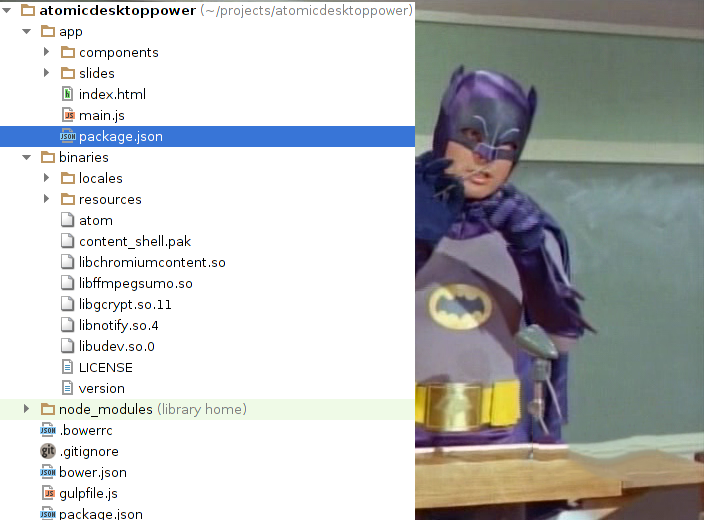 atomicdesktoppower (~/projects/atomicdesktoppower)
app
components
slides
index.html
main.js
package.json
binaries
locales
resources
atom
content_shell.pak
libchromiumcontent.so
libffmpegsumo.so
libgcrypt.so.11
libnotify.so.4
libudev.so.0
LICENSE
version
node_modules (library home)
.bowerrc
.gitignore
bower.json
gulpfile.js
package.json